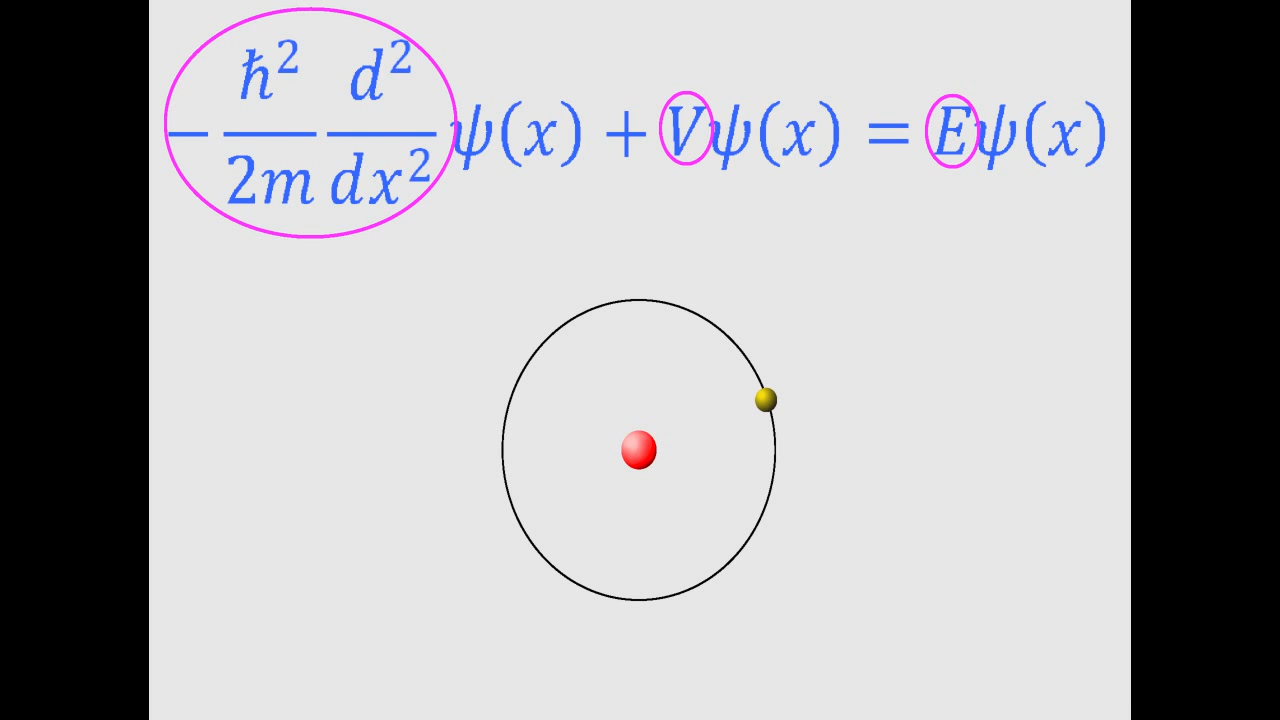 −ħ²/2m d²/dx² ψ(x) + Vψ(x) = Eψ(x)